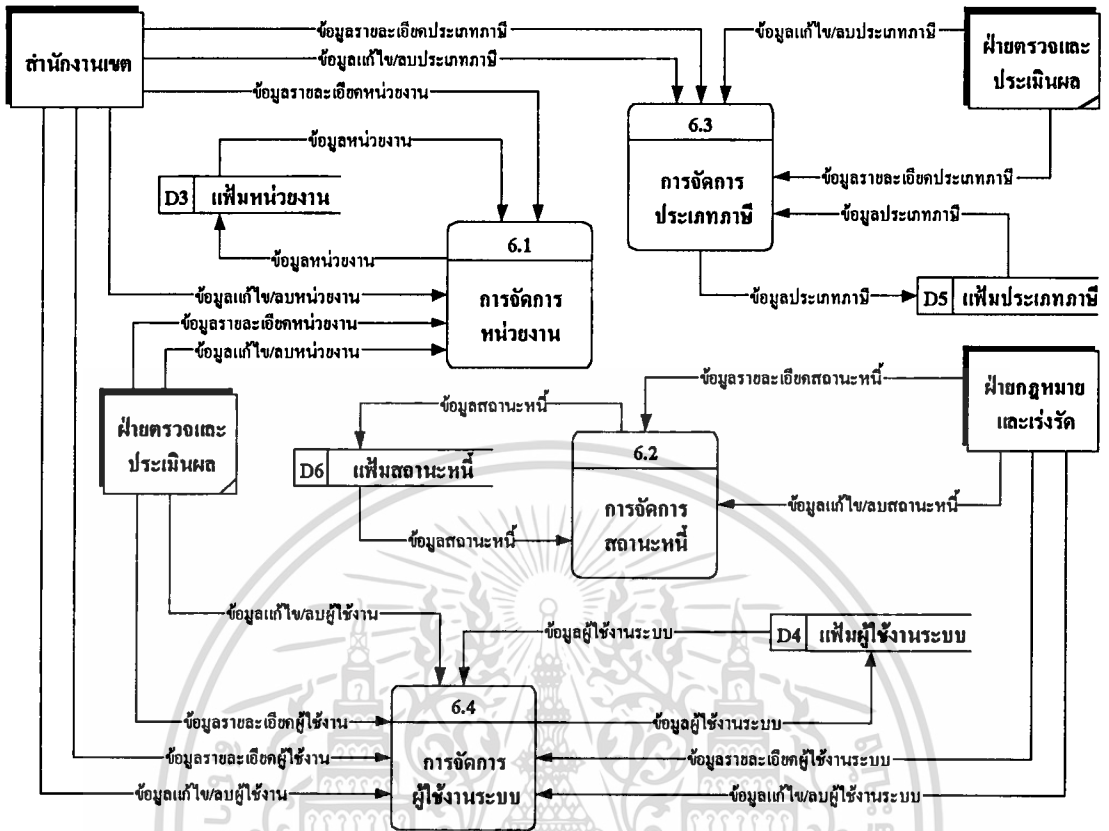 สำนักงานเขต
ข้อมูลรายละเอียดประเภทภาษี
ข้อมูลแก้ไข/ลบประเภทภาษี
ข้อมูลรายละเอียดหน่วยงาน
ข้อมูลแก้ไข/ลบประเภทภาษี
ฝ่ายตรวจและ
ประเมินผล
6.3
การจัดการ
ประเภทภาษี
ข้อมูลหน่วยงาน
D3 แฟ้มหน่วยงาน
ข้อมูลรายละเอียดประเภทภาษี
ข้อมูลประเภทภาษี
ข้อมูลหน่วยงาน
6.1
การจัดการ
หน่วยงาน
ข้อมูลประเภทภาษี
D5 แฟ้มประเภทภาษี
ข้อมูลแก้ไข/ลบหน่วยงาน
ข้อมูลรายละเอียดหน่วยงาน
ข้อมูลแก้ไข/ลบหน่วยงาน
ฝ่ายตรวจและ
ประเมินผล
ข้อมูลสถานะหนี้
ข้อมูลรายละเอียดสถานะหนี้
ฝ่ายกฎหมาย
และเร่งรัด
D6 แฟ้มสถานะหนี้
6.2
การจัดการ
สถานะหนี้
ข้อมูลแก้ไข/ลบสถานะหนี้
ข้อมูลสถานะหนี้
ข้อมูลแก้ไข/ลบผู้ใช้งาน
ข้อมูลผู้ใช้งานระบบ
D4 แฟ้มผู้ใช้งานระบบ
6.4
การจัดการ
ผู้ใช้งานระบบ
ข้อมูลรายละเอียดผู้ใช้งาน
ข้อมูลผู้ใช้งานระบบ
ข้อมูลรายละเอียดผู้ใช้งาน
ข้อมูลรายละเอียดผู้ใช้งานระบบ
ข้อมูลแก้ไข/ลบผู้ใช้งาน
ข้อมูลแก้ไข/ลบผู้ใช้งานระบบ